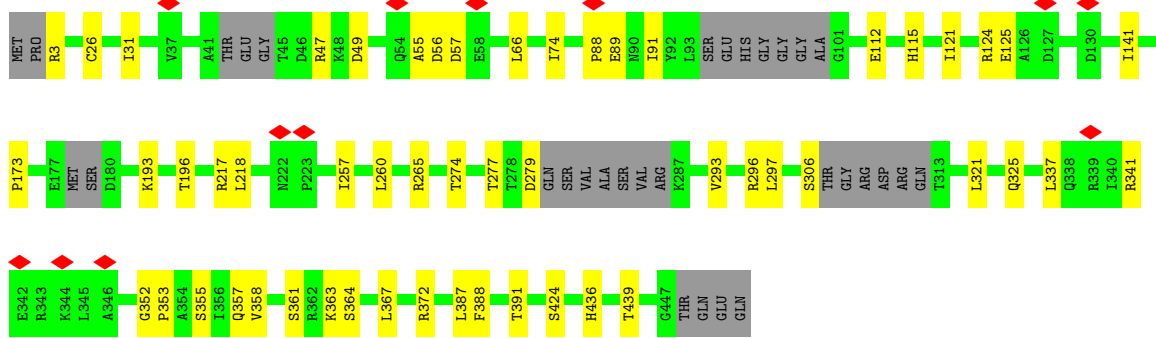 MET PRO R3 C26 I31 V37 A41 THR GLU GLY T45 D46 R47 K48 D49 Q54 A55 D56 D57 E58 L66 I74 P88 E89 N90 I91 Y92 L93 SER GLU HIS GLY GLY GLY ALA G101 E112 H115 I121 R124 E125 A126 D127 D130 I141
P173 E177 MET SER D180 K193 T196 R217 L218 N222 P223 I257 L260 R265 T274 T277 T278 D279 GLN SER VAL ALA SER VAL ARG K287 V293 R296 L297 S306 THR GLY ARG ASP ARG GLN T313 L321 Q325 L337 Q338 R339 I340 R341
E342 R343 K344 L345 A346 G352 P353 A354 S355 I356 Q357 V358 S361 R362 K363 S364 L367 R372 L387 F388 T391 S424 H436 T439 G447 THR GLN GLU GLN